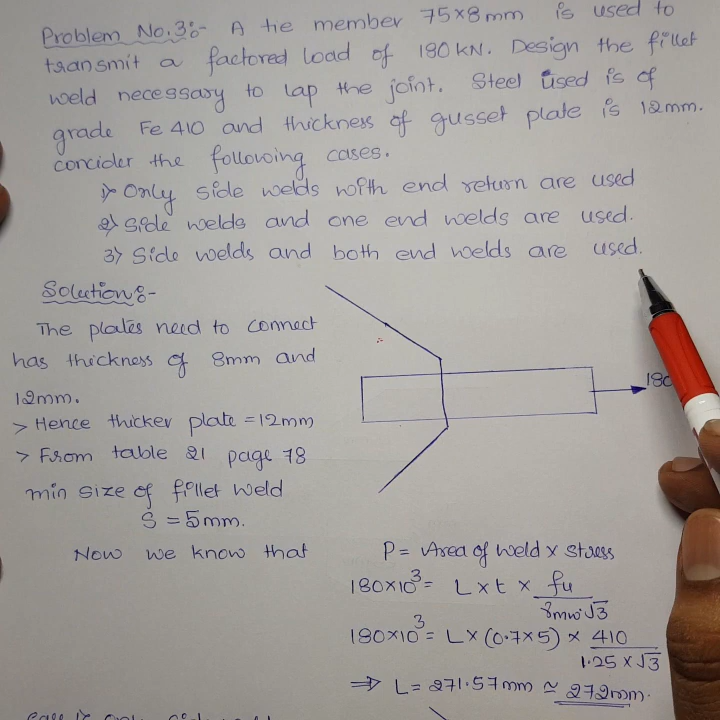 Problem No.3:- A tie member 75×8mm is used to
transmit a factored load of 180 kN. Design the fillet
weld necessary to lap the joint. Steel used is of
grade Fe 410 and thickness of gusset plate is 12mm.
concider the following cases.
1) Only side welds with end return are used
2) Side welds and one end welds are used.
3) Side welds and both end welds are used.
Solution:-
The plates need to connect
has thickness of 8mm and
12mm.
> Hence thicker plate = 12mm
> From table 21 page 78
min size of fillet weld
S = 5mm.
180
Now we know that P = Area of weld × stress
180×10³ = L × t × fu / γmw·√3
180×10³ = L × (0.7×5) × 410 / 1.25 × √3
⇒ L = 271.57mm ≃ 272mm.